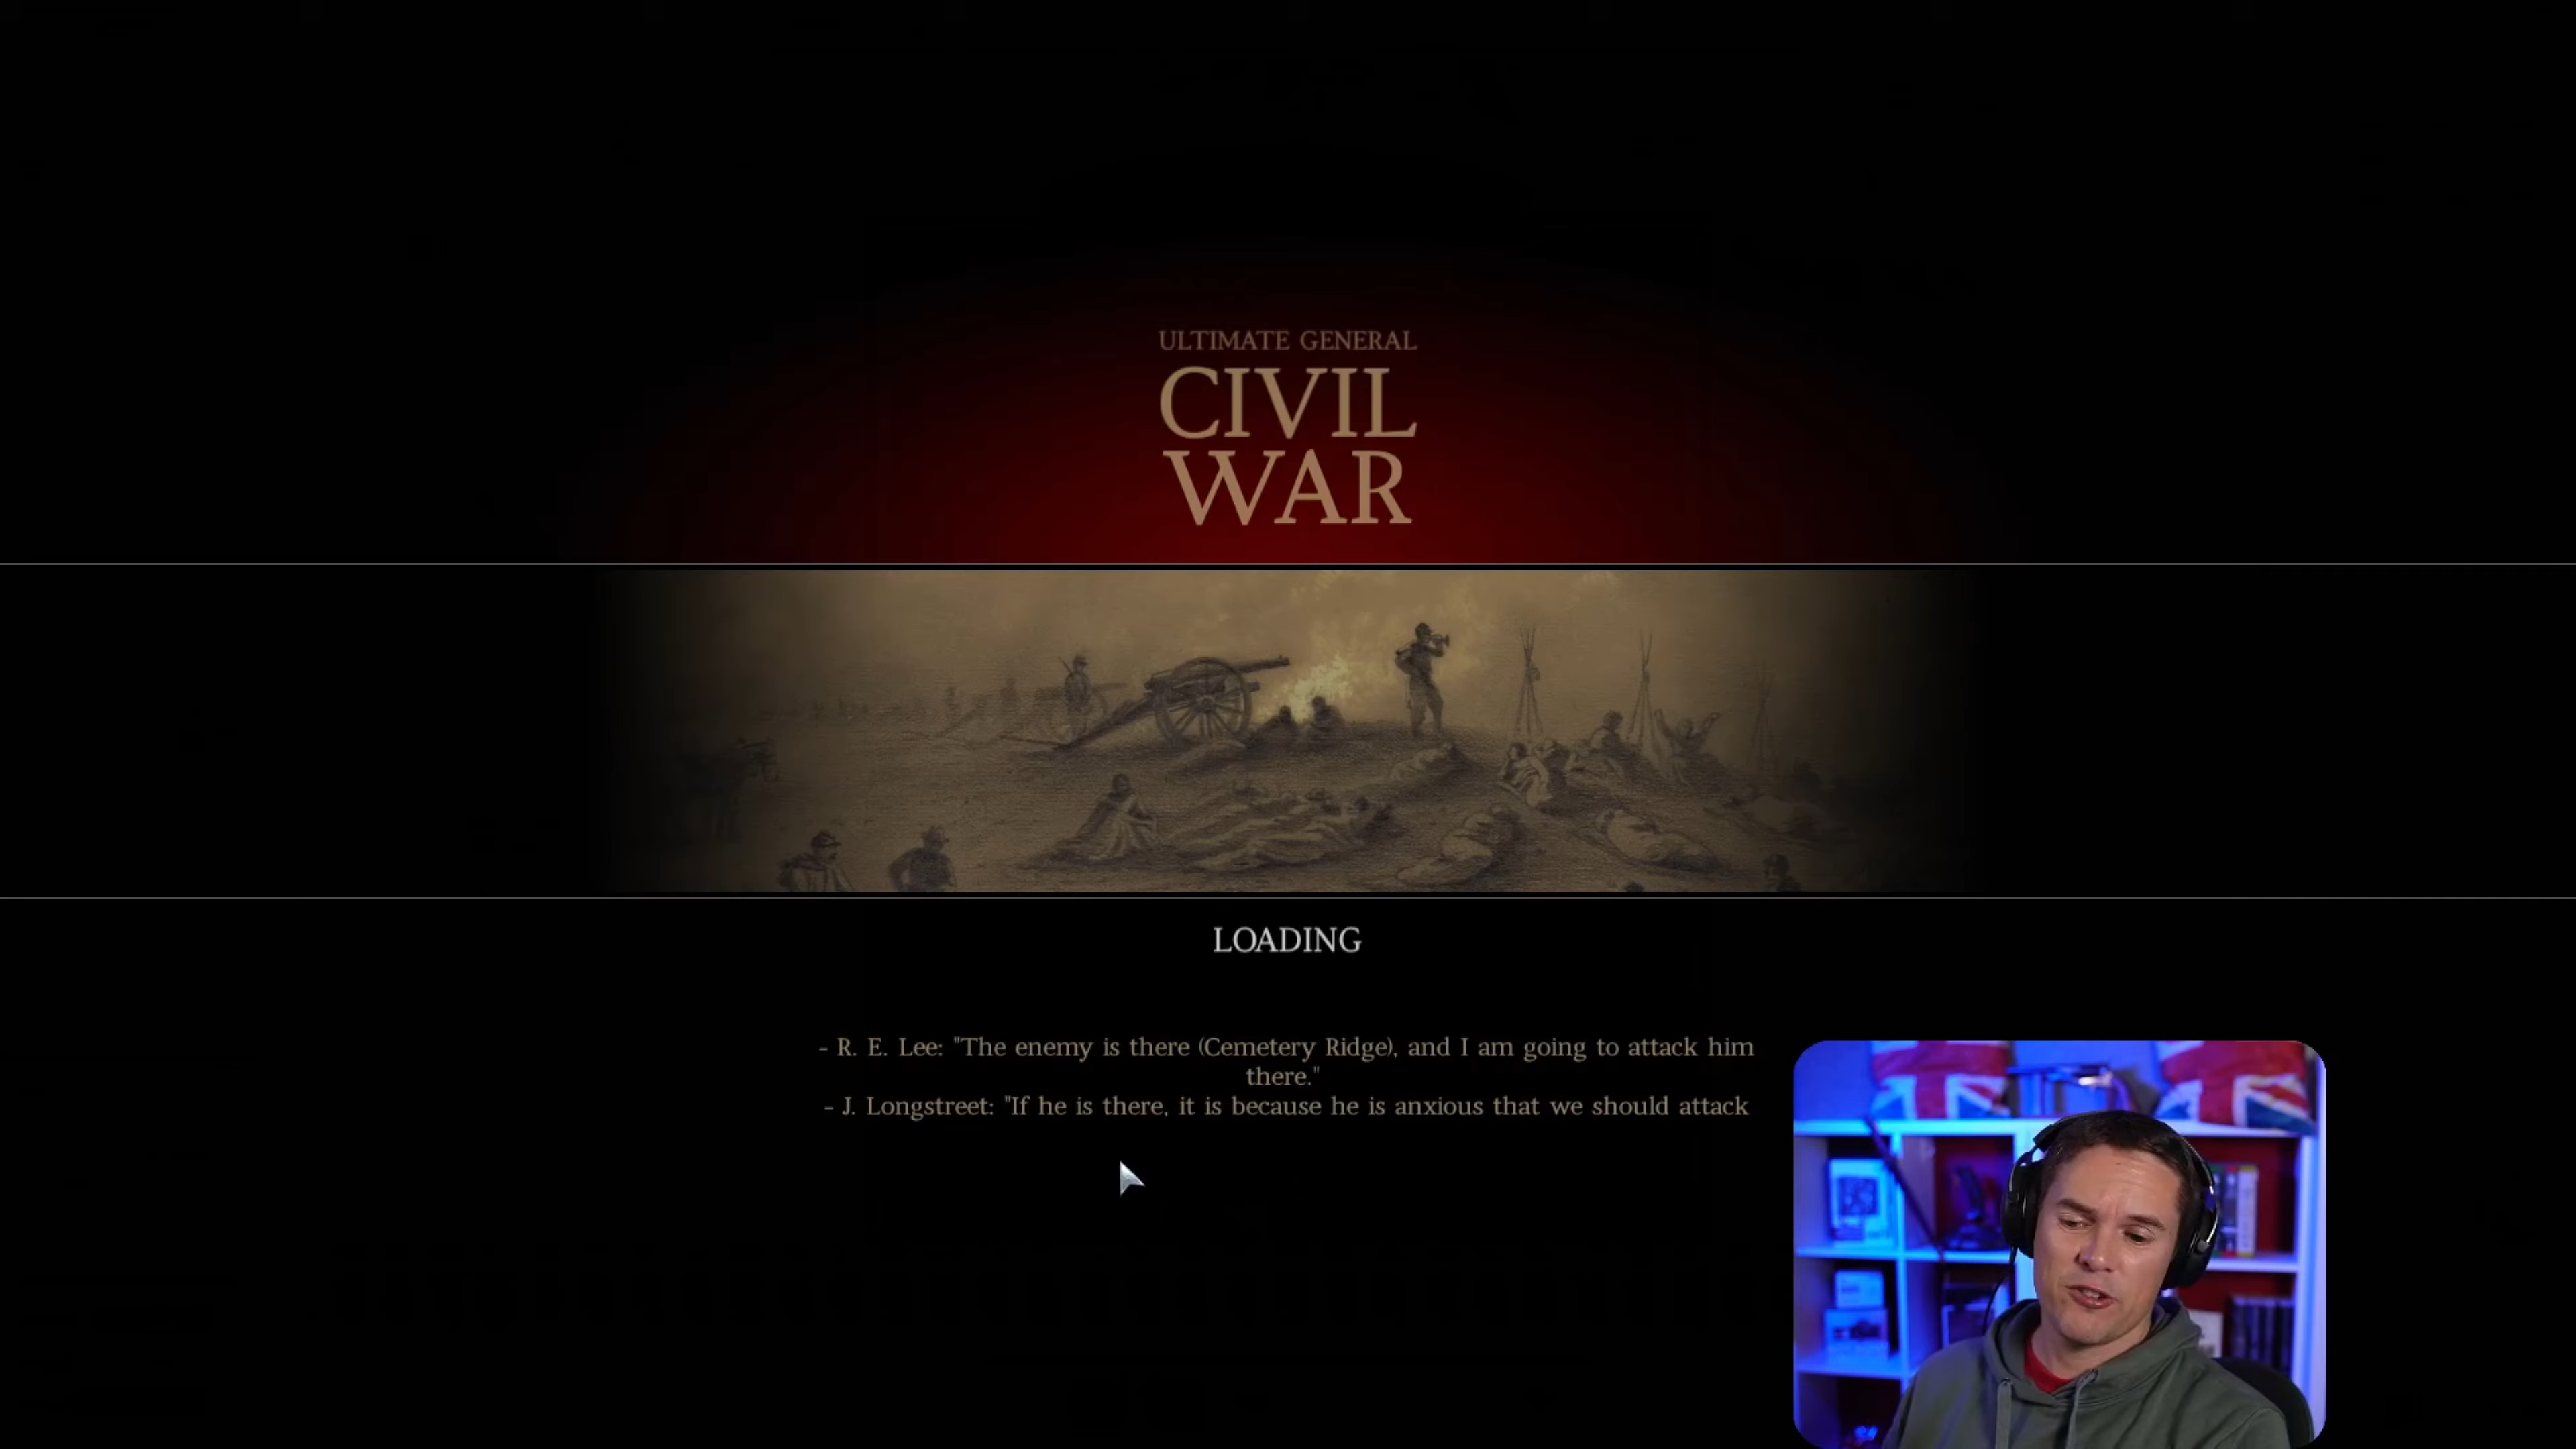 ULTIMATE GENERAL
CIVIL
WAR
LOADING
- R. E. Lee: "The enemy is there (Cemetery Ridge), and I am going to attack him
there."
- J. Longstreet: "If he is there, it is because he is anxious that we should attack